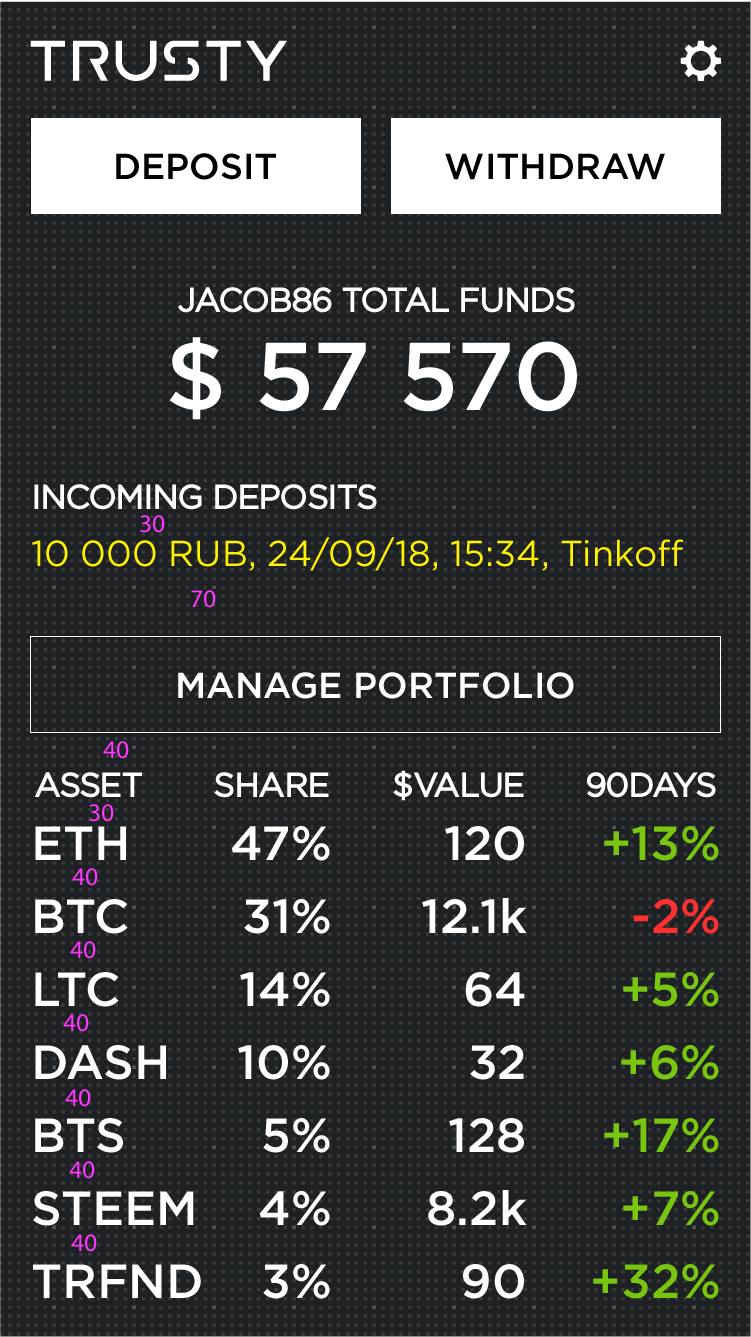 TRUSTY
DEPOSIT WITHDRAW
JACOB86 TOTAL FUNDS
$ 57 570
INCOMING DEPOSITS
30
10 000 RUB, 24/09/18, 15:34, Tinkoff
70
MANAGE PORTFOLIO
40
ASSET SHARE $VALUE 90DAYS
30
ETH 47% 120 +13%
40
BTC 31% 12.1k -2%
40
LTC 14% 64 +5%
40
DASH 10% 32 +6%
40
BTS 5% 128 +17%
40
STEEM 4% 8.2k +7%
40
TRFND 3% 90 +32%